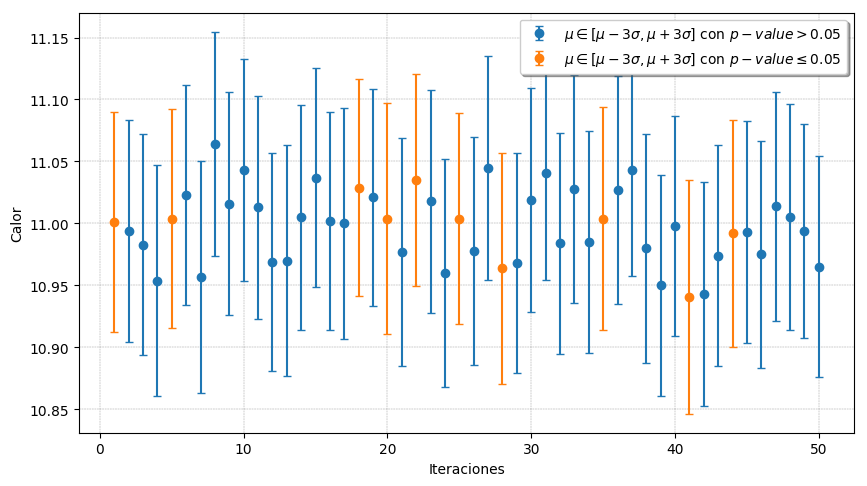 μ ∈ [μ − 3σ, μ + 3σ] con p − value > 0.05
μ ∈ [μ − 3σ, μ + 3σ] con p − value ≤ 0.05
11.15
11.10
11.05
11.00
10.95
10.90
10.85
Calor
0 10 20 30 40 50
Iteraciones